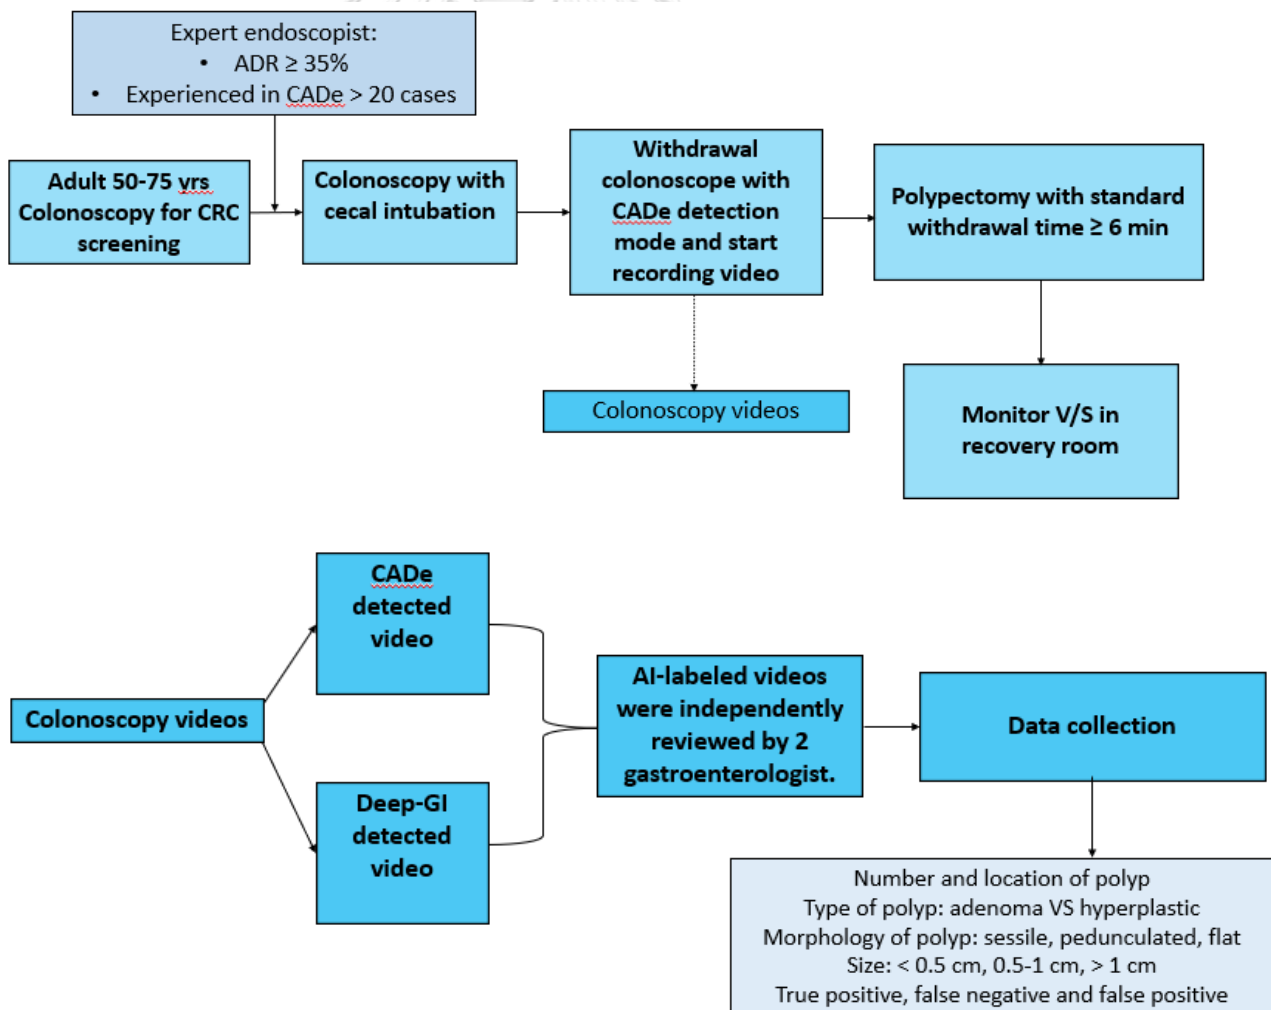 Expert endoscopist:
• ADR ≥ 35%
• Experienced in CADe > 20 cases
Adult 50-75 yrs
Colonoscopy for CRC
screening
Colonoscopy with
cecal intubation
Withdrawal
colonoscope with
CADe detection
mode and start
recording video
Polypectomy with standard
withdrawal time ≥ 6 min
Colonoscopy videos
Monitor V/S in
recovery room
CADe
detected
video
Colonoscopy videos
Deep-GI
detected
video
AI-labeled videos
were independently
reviewed by 2
gastroenterologist.
Data collection
Number and location of polyp
Type of polyp: adenoma VS hyperplastic
Morphology of polyp: sessile, pedunculated, flat
Size: < 0.5 cm, 0.5-1 cm, > 1 cm
True positive, false negative and false positive